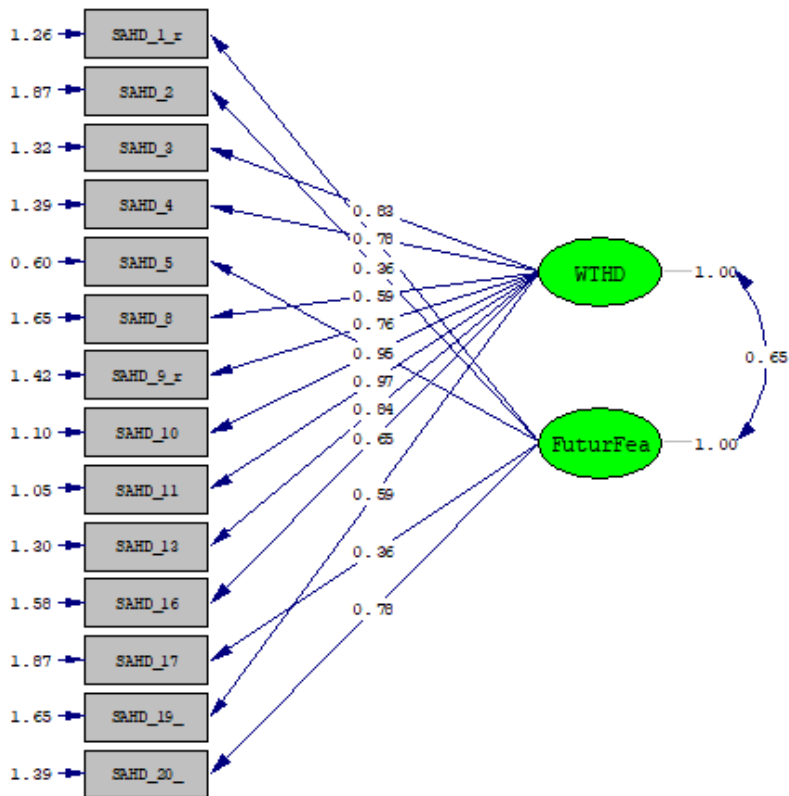 1.26 SAHD_1_r
1.87 SAHD_2
1.32 SAHD_3
1.39 SAHD_4
0.60 SAHD_5
1.65 SAHD_8
1.42 SAHD_9_r
1.10 SAHD_10
1.05 SAHD_11
1.30 SAHD_13
1.58 SAHD_16
1.87 SAHD_17
1.65 SAHD_19_
1.39 SAHD_20_
0.83
0.78
0.36
0.59
0.76
0.95
0.97
0.84
0.65
0.59
0.36
0.78
WTHD 1.00
FuturFea 1.00
0.65